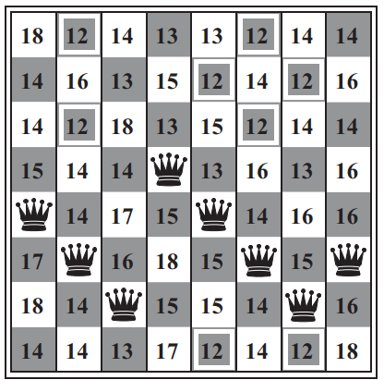 18 12 14 13 13 12 14 14
14 16 13 15 12 14 12 16
14 12 18 13 15 12 14 14
15 14 14 13 16 13 16
14 17 15 14 16 16
17 16 18 15 15
18 14 15 15 14 16
14 14 13 17 12 14 12 18